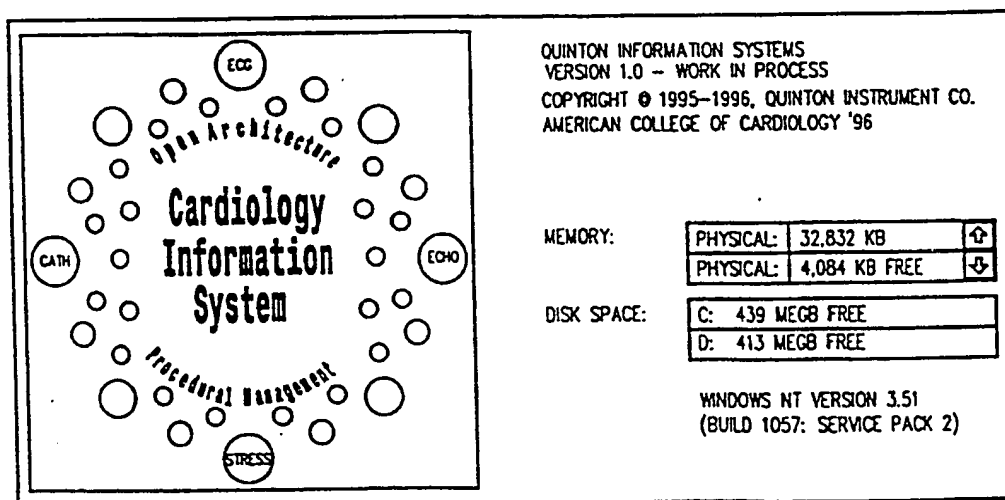 ECG
Open Architecture
Cardiology
Information
System
CATH
ECHO
Procedural Management
STRESS
QUINTON INFORMATION SYSTEMS
VERSION 1.0 – WORK IN PROCESS
COPYRIGHT © 1995–1996, QUINTON INSTRUMENT CO.
AMERICAN COLLEGE OF CARDIOLOGY '96
MEMORY:
PHYSICAL: 32,832 KB
PHYSICAL: 4,084 KB FREE
DISK SPACE:
C: 439 MEGB FREE
D: 413 MEGB FREE
WINDOWS NT VERSION 3.51
(BUILD 1057: SERVICE PACK 2)